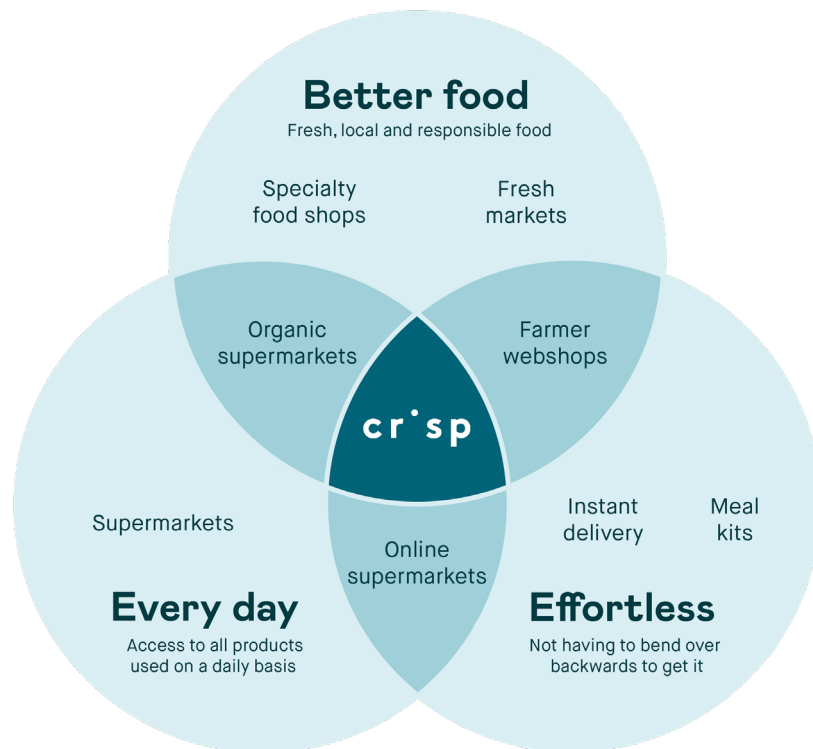 Better food
Fresh, local and responsible food
Specialty
food shops
Fresh
markets
Organic
supermarkets
Farmer
webshops
crisp
Supermarkets
Instant
delivery
Meal
kits
Online
supermarkets
Every day
Access to all products
used on a daily basis
Effortless
Not having to bend over
backwards to get it